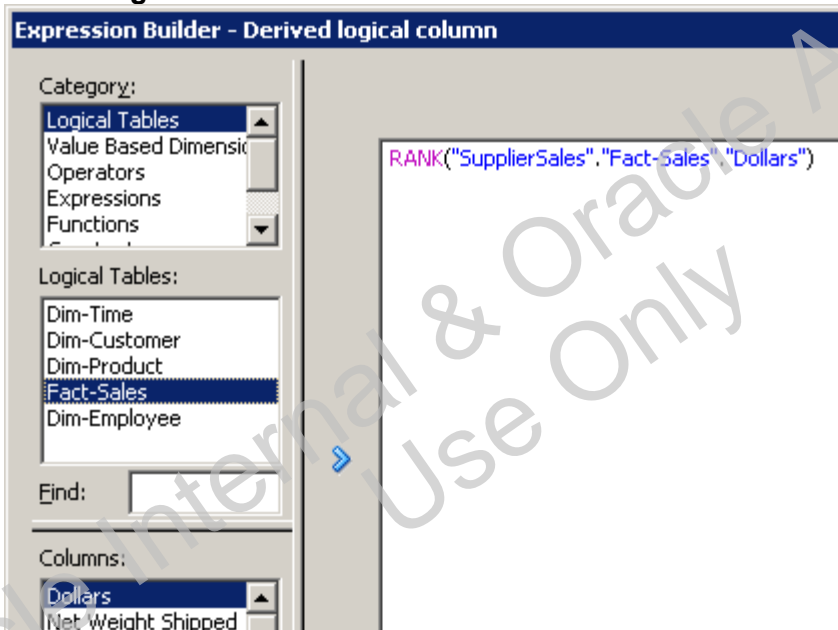 Expression Builder - Derived logical column
Category:
Logical Tables
Value Based Dimensic
Operators
Expressions
Functions
RANK("SupplierSales"."Fact-Sales"."Dollars")
Logical Tables:
Dim-Time
Dim-Customer
Dim-Product
Fact-Sales
Dim-Employee
Find:
Columns:
Dollars
Net Weight Shipped
Internal & Oracle A
Use Only